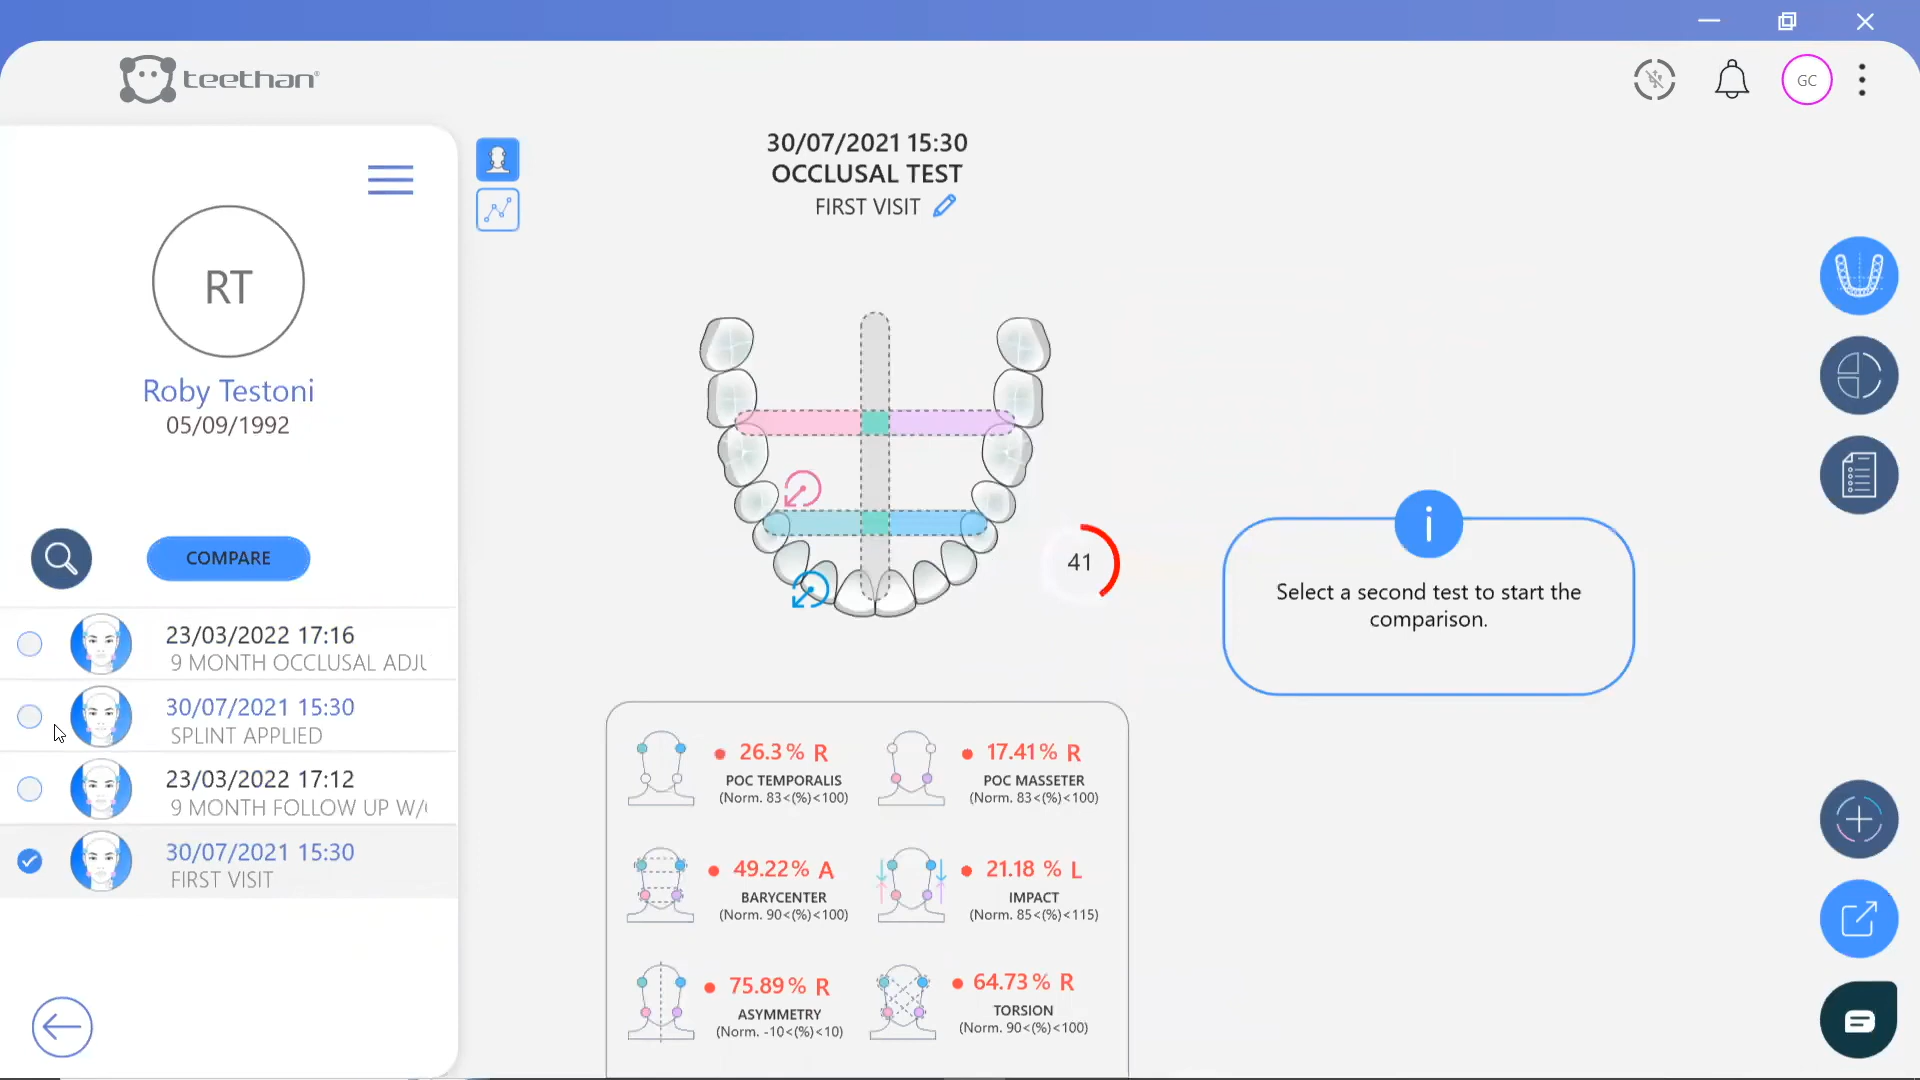 teethan®
GC
RT
Roby Testoni
05/09/1992
COMPARE
23/03/2022 17:16
9 MONTH OCCLUSAL ADJU
30/07/2021 15:30
SPLINT APPLIED
23/03/2022 17:12
9 MONTH FOLLOW UP W/
30/07/2021 15:30
FIRST VISIT
30/07/2021 15:30
OCCLUSAL TEST
FIRST VISIT
41
i
Select a second test to start the
comparison.
26.3% R
POC TEMPORALIS
(Norm. 83<(%)<100)
17.41% R
POC MASSETER
(Norm. 83<(%)<100)
49.22% A
BARYCENTER
(Norm. 90<(%)<100)
21.18 % L
IMPACT
(Norm. 85<(%)<115)
75.89% R
ASYMMETRY
(Norm. -10<(%)<10)
64.73% R
TORSION
(Norm. 90<(%)<100)